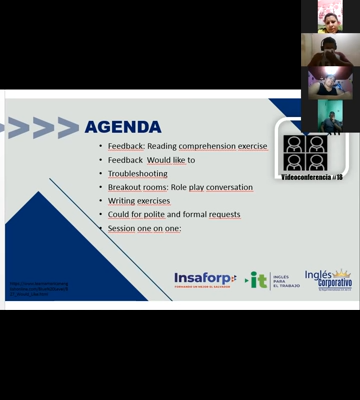 AGENDA
Feedback: Reading comprehension exercise
Feedback Would like to
Troubleshooting
Breakout rooms: Role play conversation
Writing exercises
Could for polite and formal requests
Session one on one:
Videoconferencia #18
Insaforp
it
INGLÉS
PARA
EL TRABAJO
Inglés
Corporativo